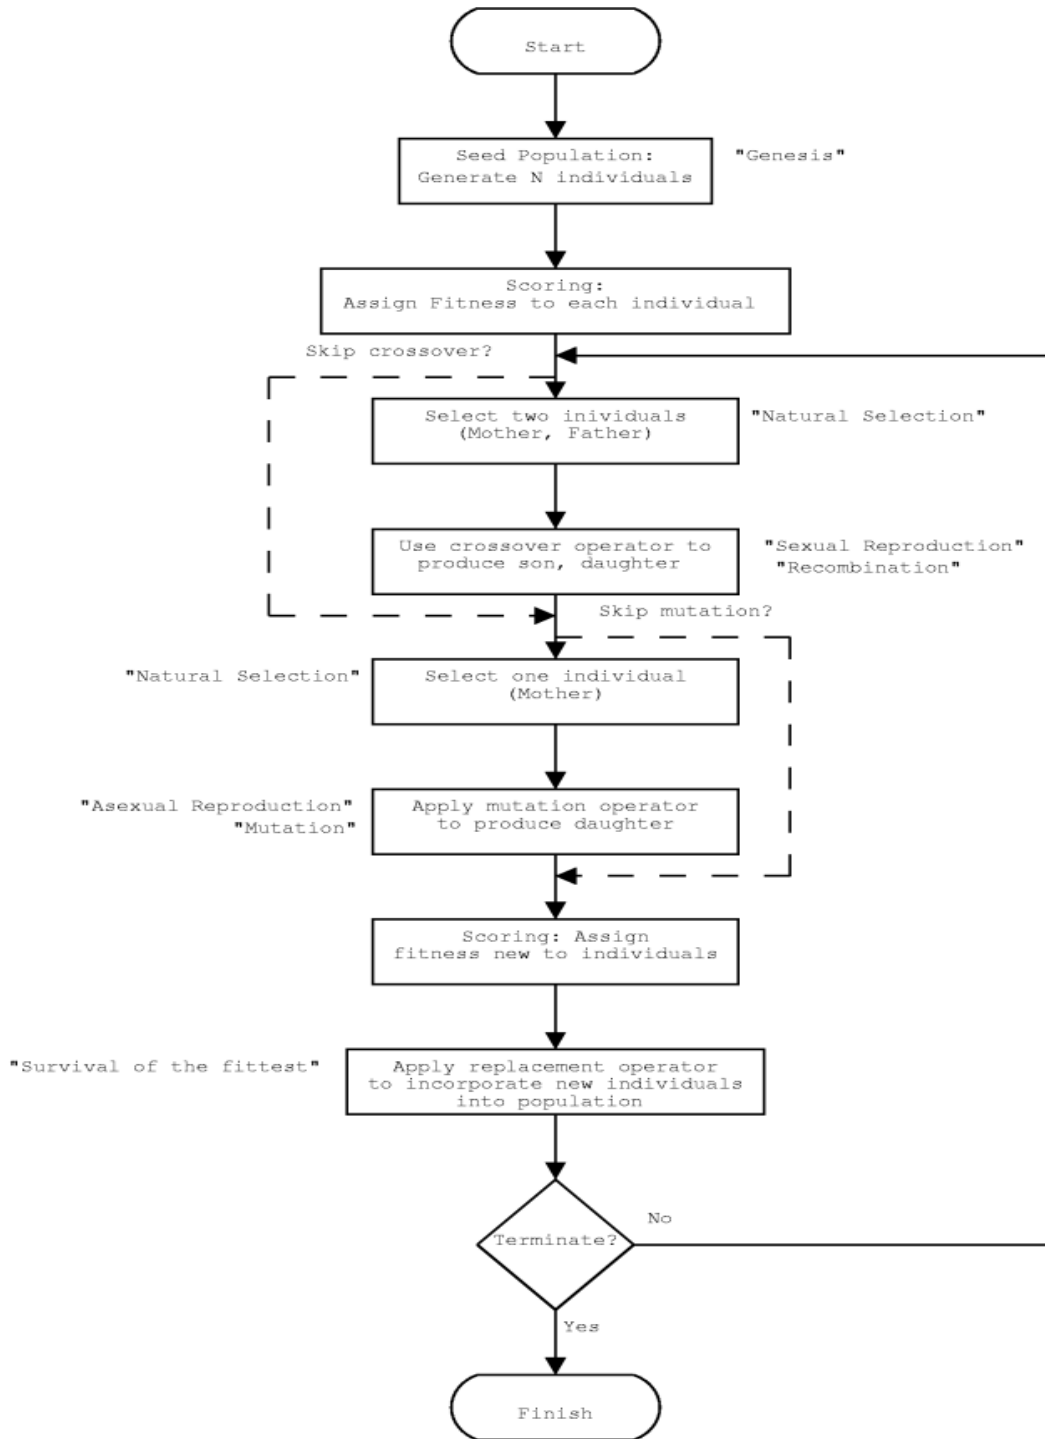 Start
Seed Population:
Generate N individuals
"Genesis"
Scoring:
Assign Fitness to each individual
Skip crossover?
Select two inividuals
(Mother, Father)
"Natural Selection"
Use crossover operator to
produce son, daughter
"Sexual Reproduction"
"Recombination"
Skip mutation?
"Natural Selection"
Select one individual
(Mother)
"Asexual Reproduction"
"Mutation"
Apply mutation operator
to produce daughter
Scoring: Assign
fitness new to individuals
"Survival of the fittest"
Apply replacement operator
to incorporate new individuals
into population
No
Terminate?
Yes
Finish